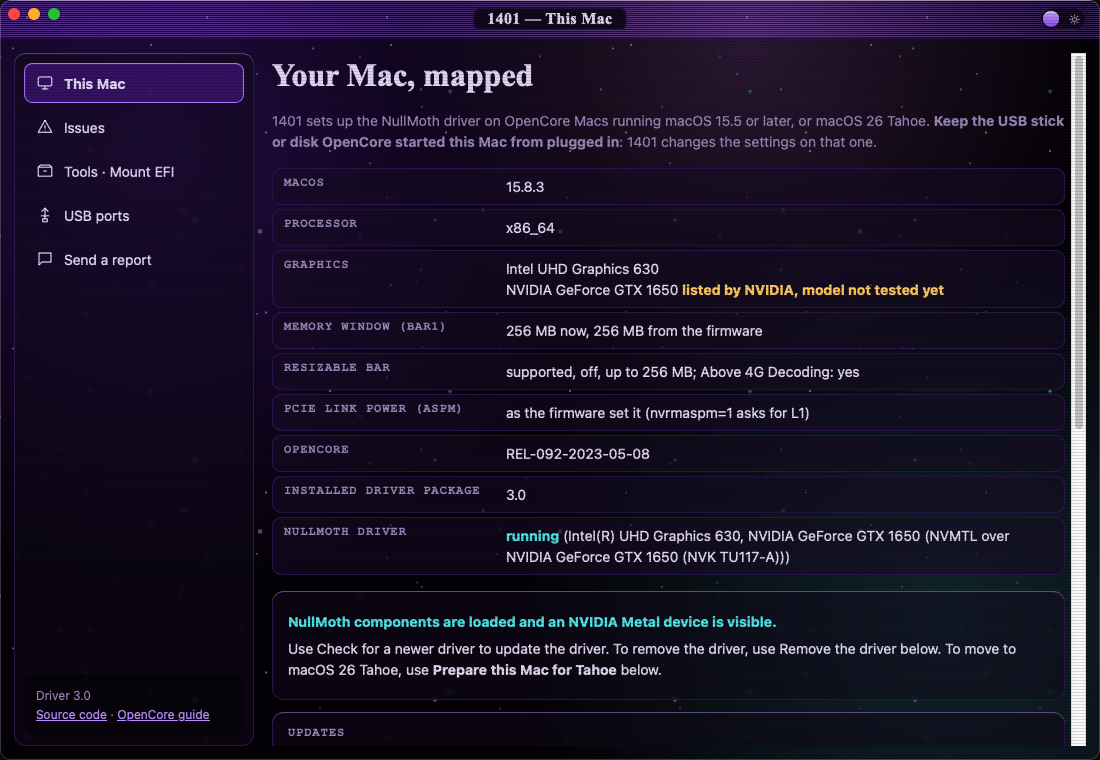 1401 — This Mac
This Mac
Issues
Tools · Mount EFI
USB ports
Send a report
Driver 3.0
Source code · OpenCore guide
Your Mac, mapped
1401 sets up the NullMoth driver on OpenCore Macs running macOS 15.5 or later, or macOS 26 Tahoe. Keep the USB stick
or disk OpenCore started this Mac from plugged in: 1401 changes the settings on that one.
MACOS 15.8.3
PROCESSOR x86_64
GRAPHICS Intel UHD Graphics 630
NVIDIA GeForce GTX 1650 listed by NVIDIA, model not tested yet
MEMORY WINDOW (BAR1) 256 MB now, 256 MB from the firmware
RESIZABLE BAR supported, off, up to 256 MB; Above 4G Decoding: yes
PCIE LINK POWER (ASPM) as the firmware set it (nvrmaspm=1 asks for L1)
OPENCORE REL-092-2023-05-08
INSTALLED DRIVER PACKAGE 3.0
NULLMOTH DRIVER running (Intel(R) UHD Graphics 630, NVIDIA GeForce GTX 1650 (NVMTL over
NVIDIA GeForce GTX 1650 (NVK TU117-A)))
NullMoth components are loaded and an NVIDIA Metal device is visible.
Use Check for a newer driver to update the driver. To remove the driver, use Remove the driver below. To move to
macOS 26 Tahoe, use Prepare this Mac for Tahoe below.
UPDATES